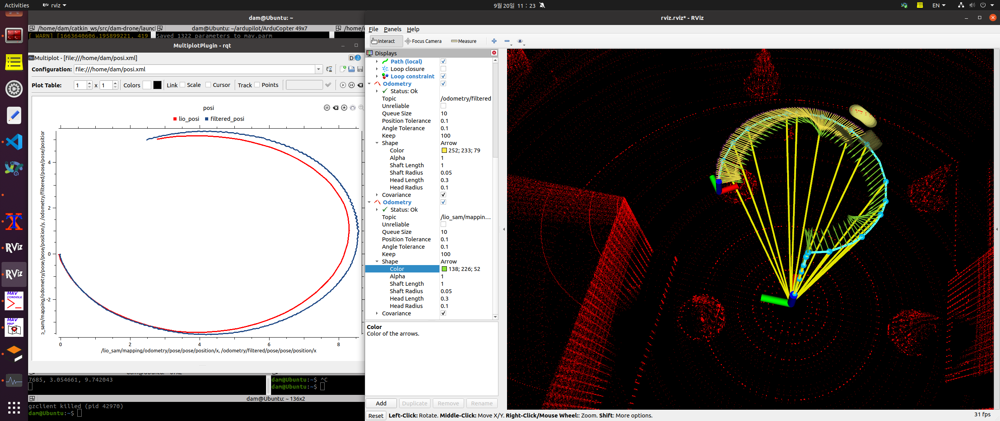 Activities
rviz
9월 20일 11 : 23
EN
dam@Ubuntu: ~
/home/dam/catkin_ws/src/dam-drone/launc
dam@Ubuntu: ~/ardupilot/ArduCopter 49x7
/home/
[ WARN] [1663640606.195899221, 419
Saved 1322 parameters to mav.parm
MultiplotPlugin - rqt
Multiplot - [file:///home/dam/posi.xml]
D
?
Configuration:
file:///home/dam/posi.xml
Plot Table:
1
x
1
Colors
Link
Scale
Cursor
Track
Points
posi
lio_posi
filtered_posi
4
2
0
-2
0
2
4
6
8
o_sam/mapping/odometry/pose/pose/position/y, /odometry/filtered/pose/pose/position
/lio_sam/mapping/odometry/pose/pose/position/x, /odometry/filtered/pose/pose/position/x
7685, 3.054661, 9.742043
dam@Ubuntu:~$ ^C
dam@Ubuntu:~$
dam@Ubuntu: ~ 136x2
gzclient killed (pid 42970)
dam@Ubuntu:~$
RViz
RViz
MAV
CONSOLE
MAV
MAP
rviz.rviz* - RViz
File
Panels
Help
Interact
Focus Camera
Measure
Displays
Path (local)
Loop closure
Loop constraint
Odometry
Status: Ok
Topic
/odometry/filtered
Unreliable
Queue Size
10
Position Tolerance
0.1
Angle Tolerance
0.1
Keep
100
Shape
Arrow
Color
252; 233; 79
Alpha
1
Shaft Length
1
Shaft Radius
0.05
Head Length
0.3
Head Radius
0.1
Covariance
Odometry
Status: Ok
Topic
/lio_sam/mappin…
Unreliable
Queue Size
10
Position Tolerance
0.1
Angle Tolerance
0.1
Keep
100
Shape
Arrow
Color
138; 226; 52
Alpha
1
Shaft Length
1
Shaft Radius
0.05
Head Length
0.3
Head Radius
0.1
Covariance
Color
Color of the arrows.
Add
Duplicate
Remove
Rename
Reset
Left-Click: Rotate. Middle-Click: Move X/Y. Right-Click/Mouse Wheel:: Zoom. Shift: More options.
31 fps